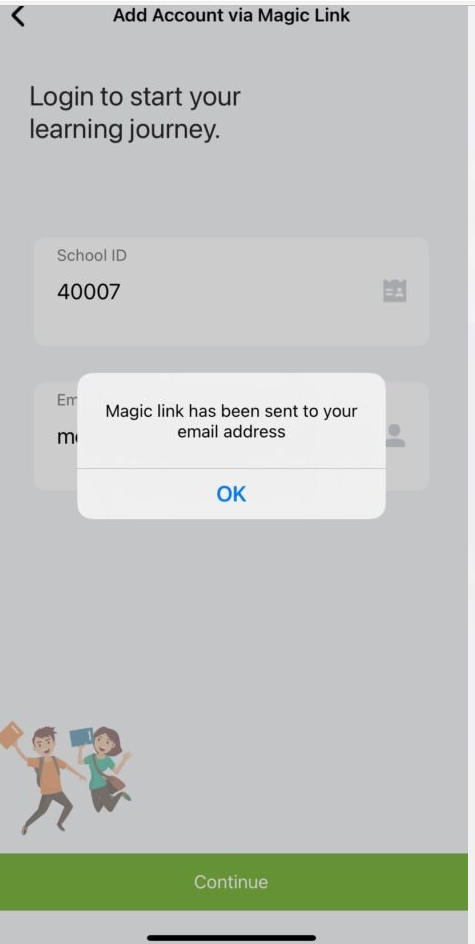 Add Account via Magic Link
Login to start your
learning journey.
School ID
40007
Magic link has been sent to your
email address
OK
Continue